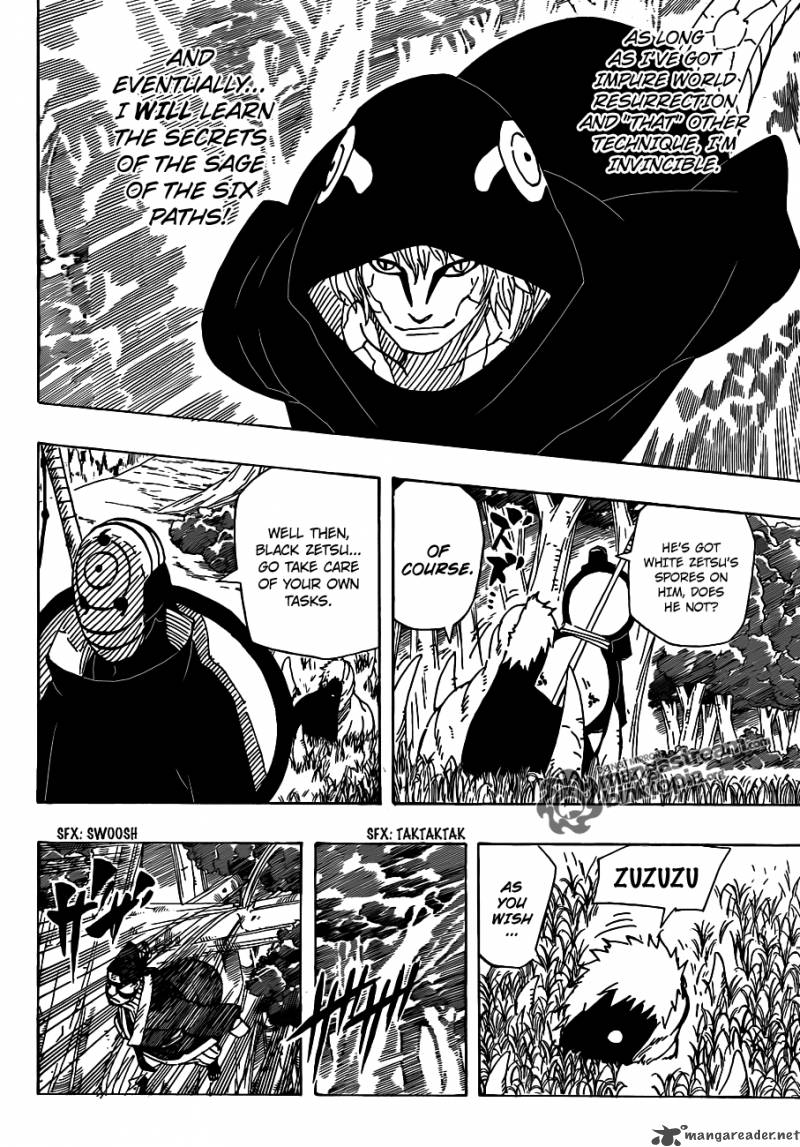 AS LONG
AS I'VE GOT
IMPURE WORLD
RESURRECTION
AND "THAT" OTHER
TECHNIQUE, I'M
INVINCIBLE.
AND
EVENTUALLY...
I WILL LEARN
THE SECRETS
OF THE SAGE
OF THE SIX
PATHS!
HE'S GOT
WHITE ZETSU'S
SPORES ON
HIM, DOES
HE NOT?
OF
COURSE.
ズズ
WELL THEN,
BLACK ZETSU...
GO TAKE CARE
OF YOUR OWN
TASKS.
ZUZUZU
AS
YOU
WISH
...
SFX: TAKTAKTAK
SFX: SWOOSH
mangareader.net